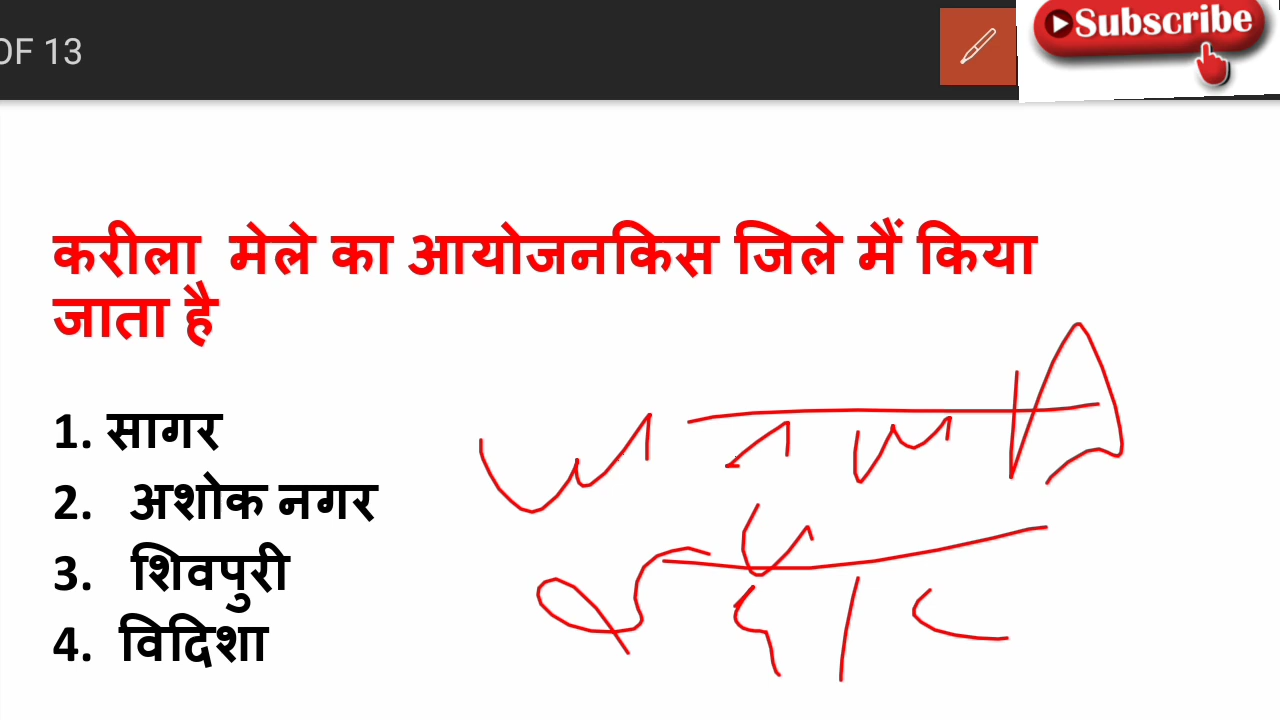 OF 13
Subscribe
करीला मेले का आयोजनकिस जिले मैं किया
जाता है
1. सागर
2. अशोक नगर
3. शिवपुरी
4. विदिशा